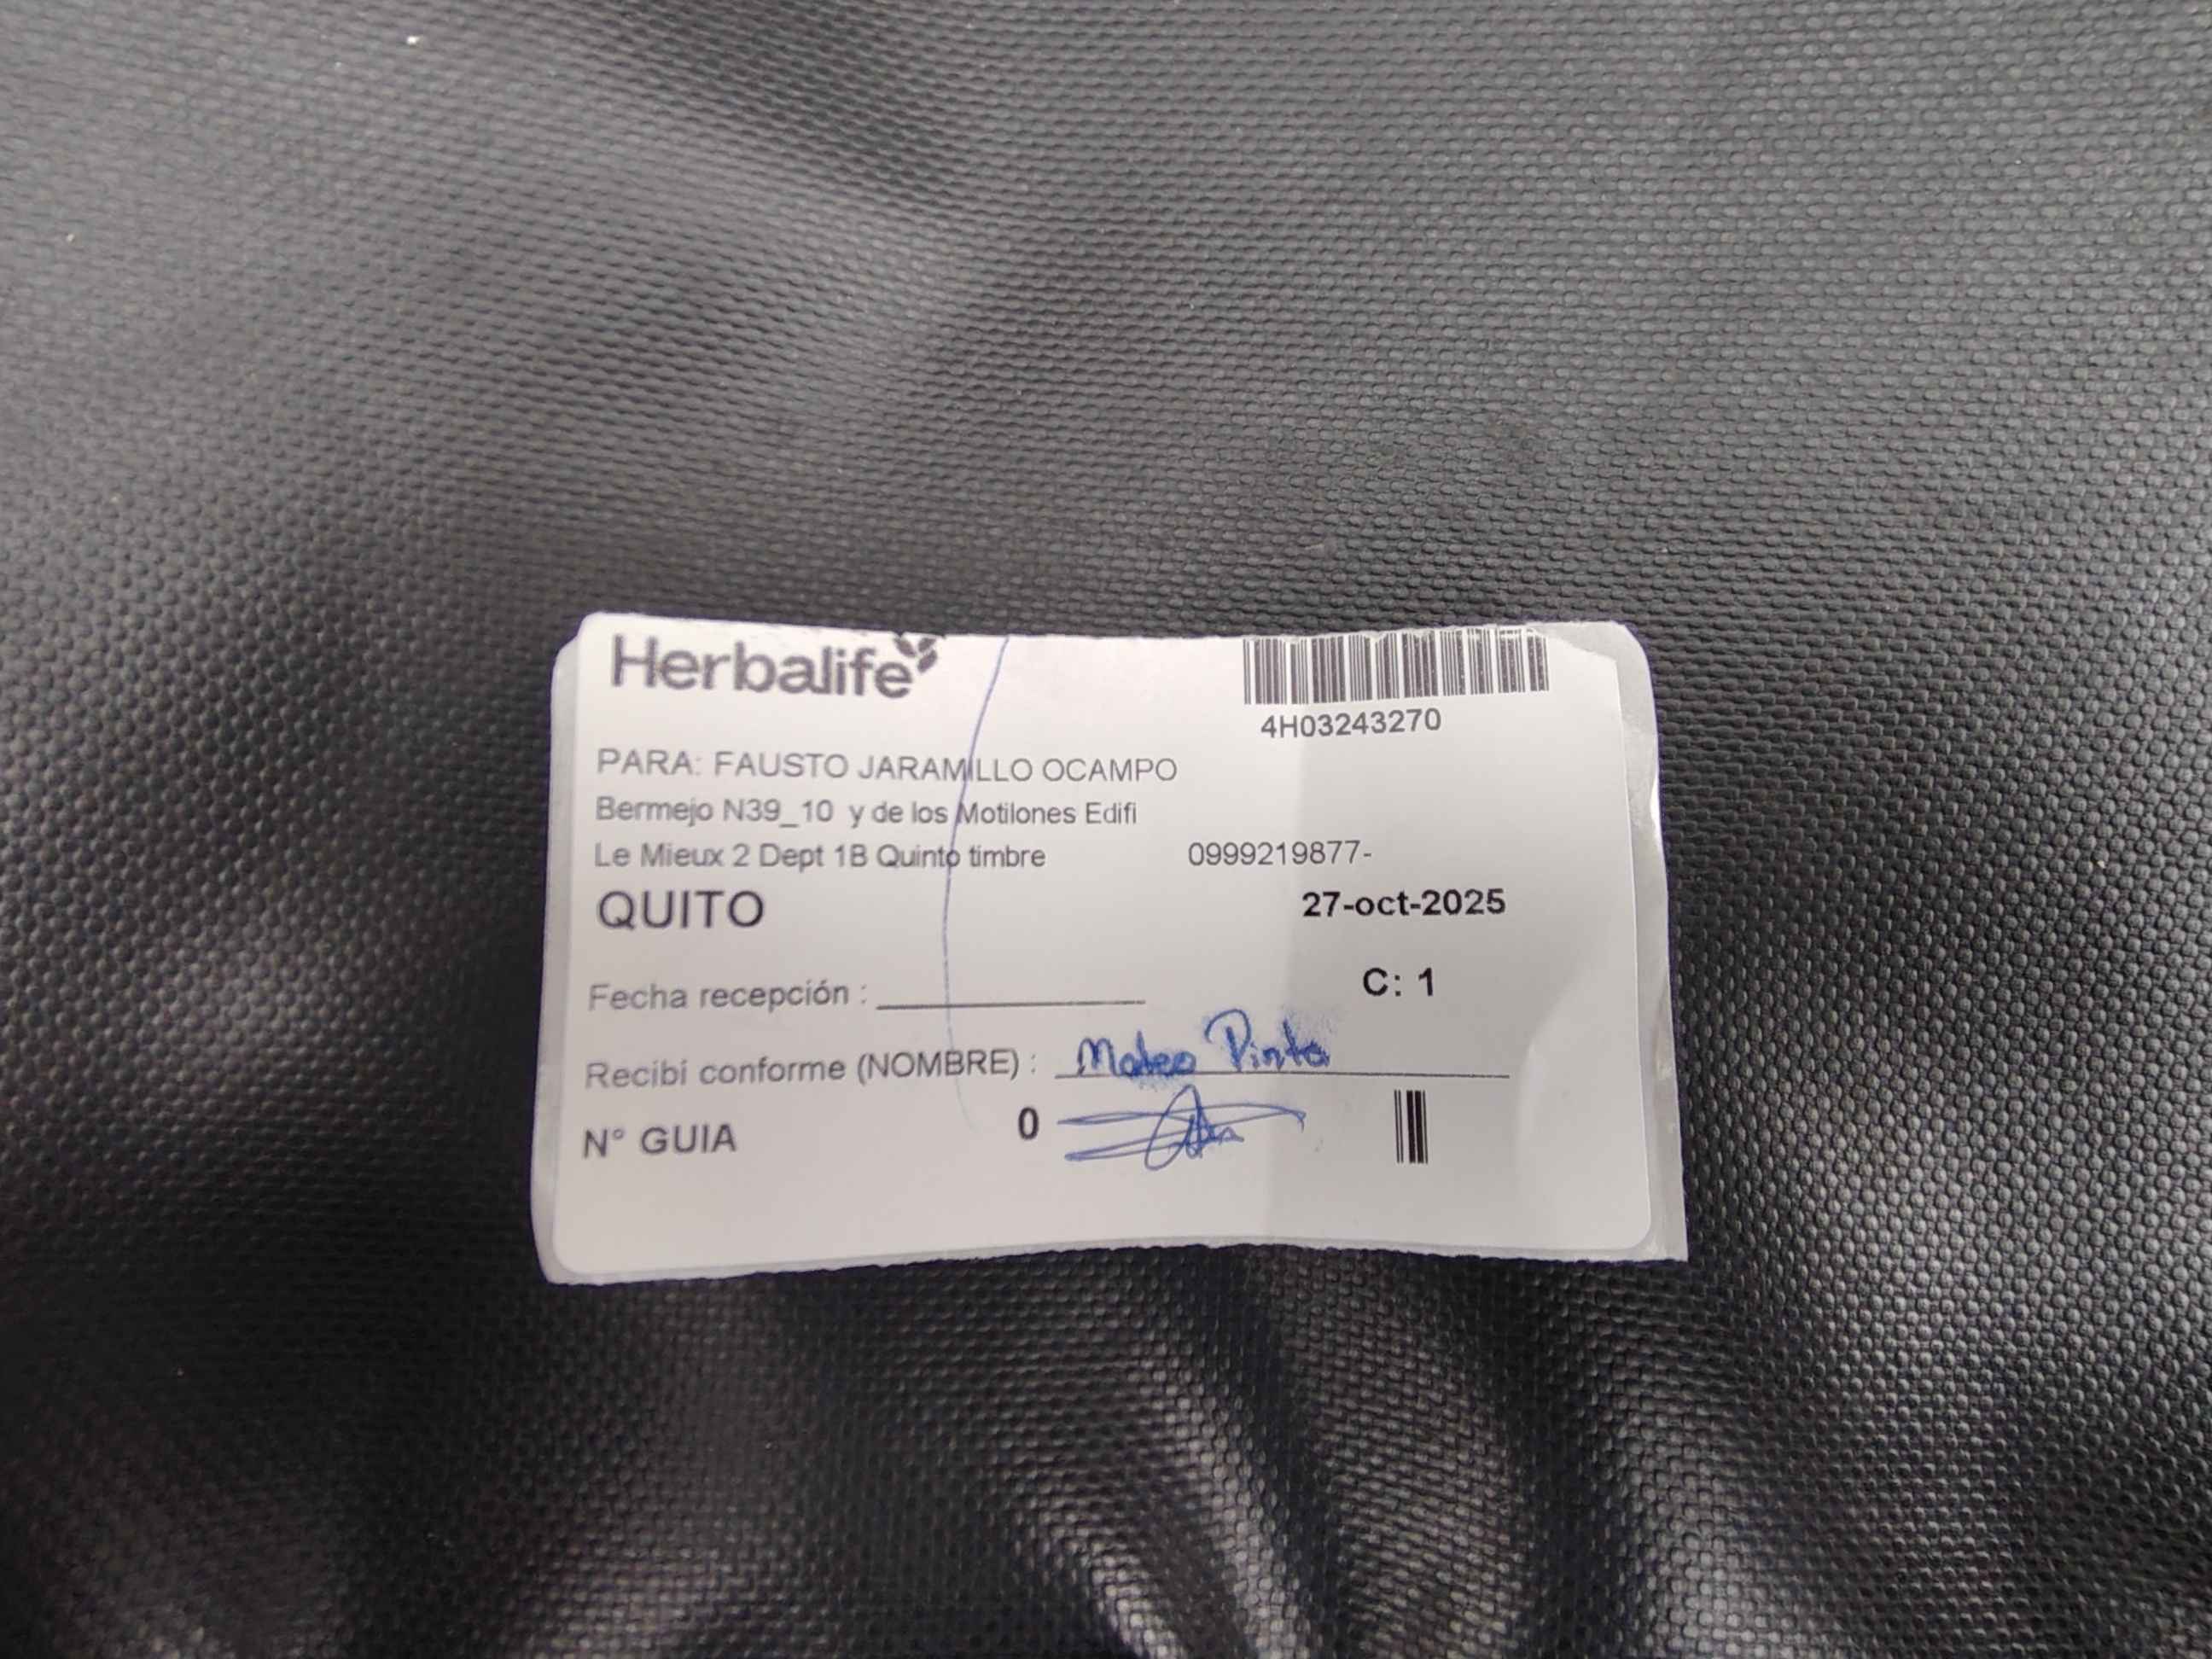 Herbalife
4H03243270
PARA: FAUSTO JARAMILLO OCAMPO
Bermejo N39_10 y de los Motilones Edifi
Le Mieux 2 Dept 1B Quinto timbre 0999219877-
QUITO 27-oct-2025
Fecha recepción : C: 1
Recibí conforme (NOMBRE) : Mateo Pinto
N° GUIA 0